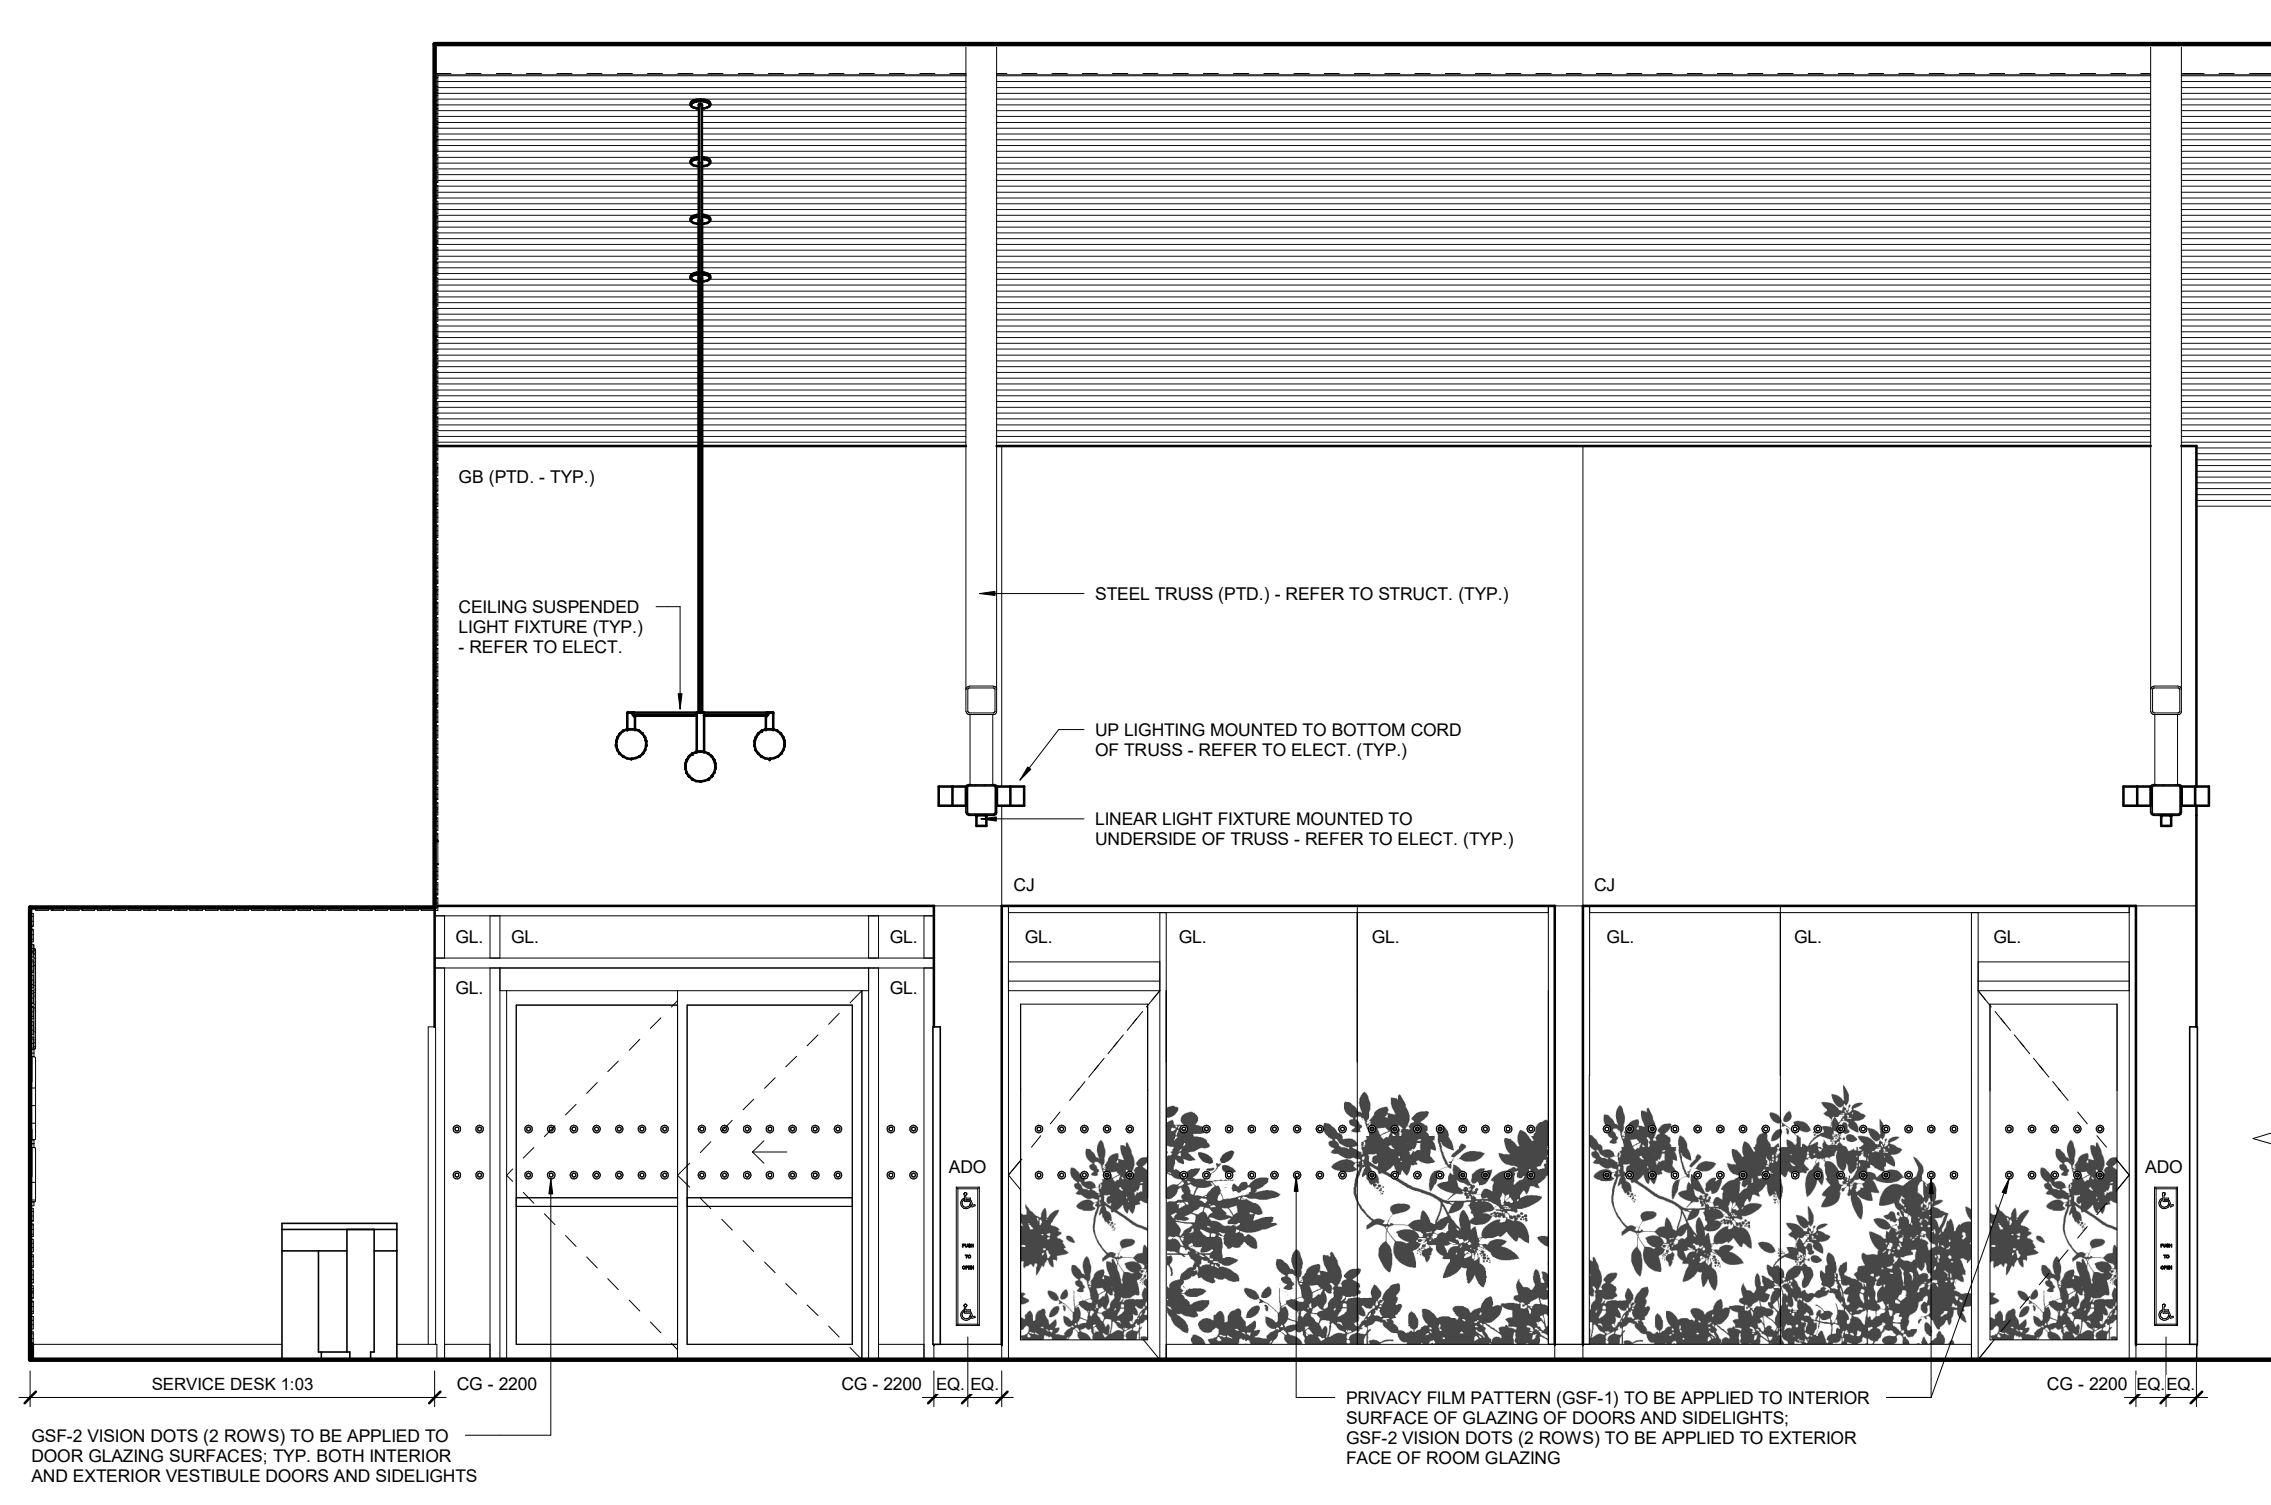 GB (PTD. - TYP.)
CEILING SUSPENDED
LIGHT FIXTURE (TYP.)
- REFER TO ELECT.
STEEL TRUSS (PTD.) - REFER TO STRUCT. (TYP.)
UP LIGHTING MOUNTED TO BOTTOM CORD
OF TRUSS - REFER TO ELECT. (TYP.)
LINEAR LIGHT FIXTURE MOUNTED TO
UNDERSIDE OF TRUSS - REFER TO ELECT. (TYP.)
CJ
CJ
GL.
GL.
GL.
GL.
GL.
GL.
GL.
GL.
GL.
GL.
GL.
ADO
PUSH
TO
OPEN
ADO
PUSH
TO
OPEN
SERVICE DESK 1:03
CG - 2200
CG - 2200
EQ.
EQ.
CG - 2200
EQ.
EQ.
GSF-2 VISION DOTS (2 ROWS) TO BE APPLIED TO
DOOR GLAZING SURFACES; TYP. BOTH INTERIOR
AND EXTERIOR VESTIBULE DOORS AND SIDELIGHTS
PRIVACY FILM PATTERN (GSF-1) TO BE APPLIED TO INTERIOR
SURFACE OF GLAZING OF DOORS AND SIDELIGHTS;
GSF-2 VISION DOTS (2 ROWS) TO BE APPLIED TO EXTERIOR
FACE OF ROOM GLAZING